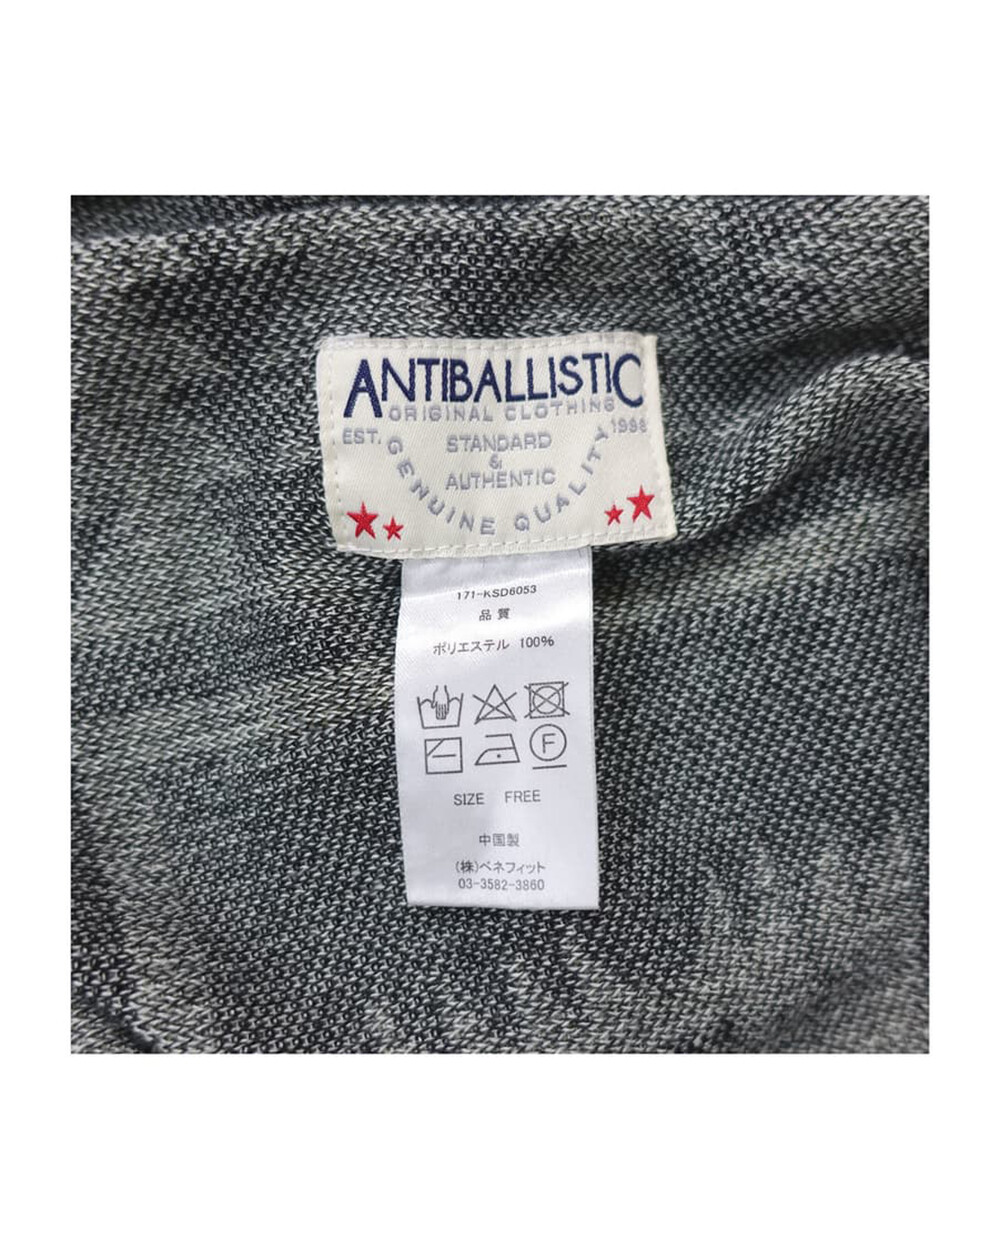 ANTIBALLISTIC
ORIGINAL CLOTHING
EST. 1998
STANDARD
&
AUTHENTIC
GENUINE QUALITY
171-KSD6053
品質
ポリエステル 100%
F
SIZE FREE
中国製
(株)ベネフィット
03-3582-3860